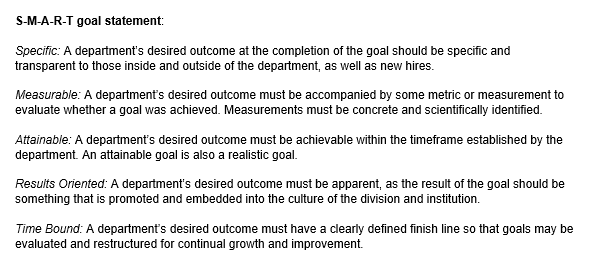 S-M-A-R-T goal statement:
Specific: A department's desired outcome at the completion of the goal should be specific and
transparent to those inside and outside of the department, as well as new hires.
Measurable: A department's desired outcome must be accompanied by some metric or measurement to
evaluate whether a goal was achieved. Measurements must be concrete and scientifically identified.
Attainable: A department's desired outcome must be achievable within the timeframe established by the
department. An attainable goal is also a realistic goal.
Results Oriented: A department's desired outcome must be apparent, as the result of the goal should be
something that is promoted and embedded into the culture of the division and institution.
Time Bound: A department's desired outcome must have a clearly defined finish line so that goals may be
evaluated and restructured for continual growth and improvement.